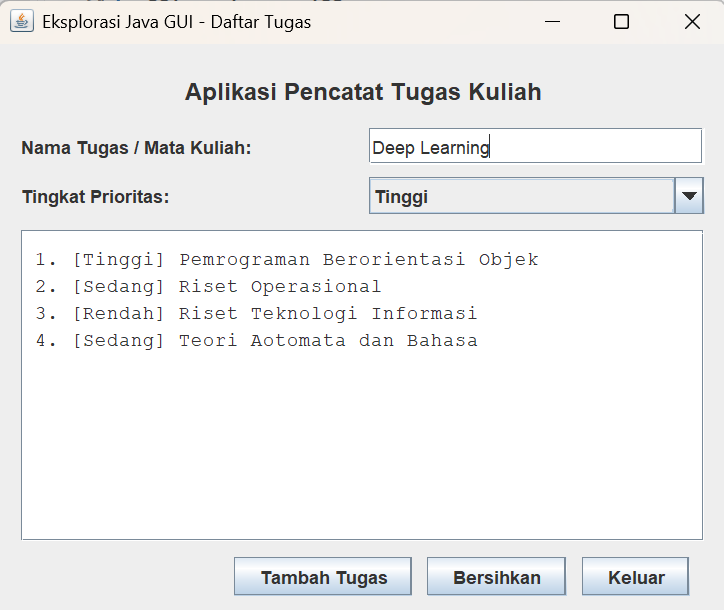 Eksplorasi Java GUI - Daftar Tugas
Aplikasi Pencatat Tugas Kuliah
Nama Tugas / Mata Kuliah:
Deep Learning
Tingkat Prioritas:
Tinggi
1. [Tinggi] Pemrograman Berorientasi Objek
2. [Sedang] Riset Operasional
3. [Rendah] Riset Teknologi Informasi
4. [Sedang] Teori Aotomata dan Bahasa
Tambah Tugas
Bersihkan
Keluar